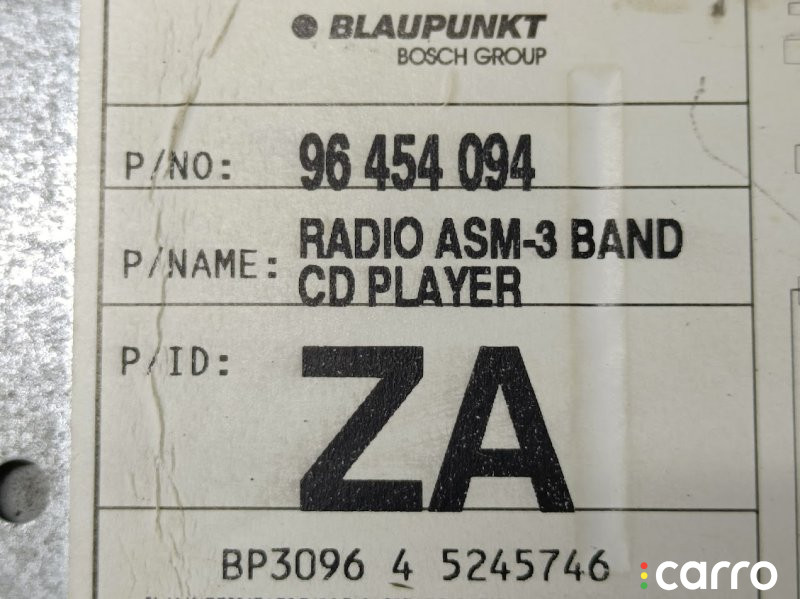 BLAUPUNKT
BOSCH GROUP
P/NO: 96 454 094
P/NAME: RADIO ASM-3 BAND
CD PLAYER
P/ID: ZA
BP3096 4 5245746
carro